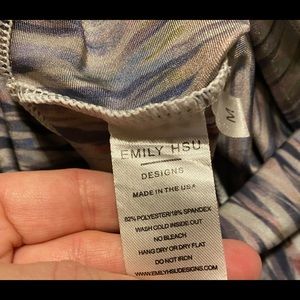 EMILY HSU
DESIGNS
MADE IN THE USA
82% POLYESTER/18% SPANDEX
WASH COLD INSIDE OUT
NO BLEACH
HANG DRY OR DRY FLAT
DO NOT IRON
WWW.EMILYHSUDESIGNS.COM
M